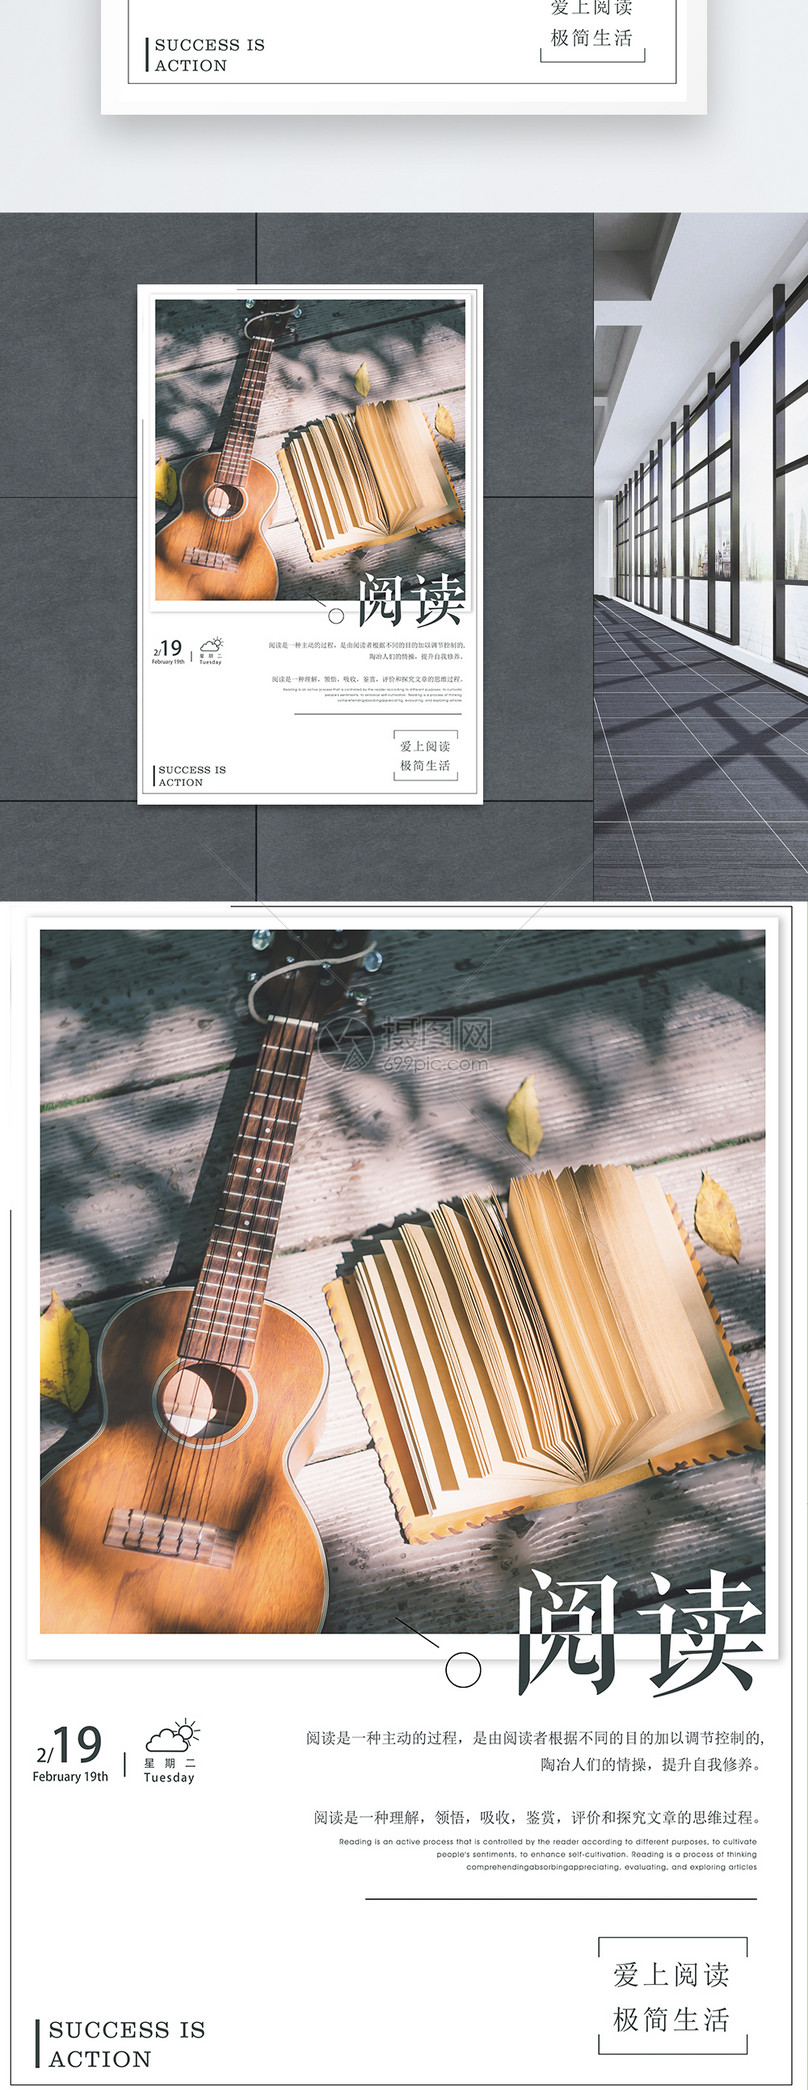 爱上阅读
极简生活
SUCCESS IS
ACTION
阅读
2/19
February 19th
星期二
Tuesday
阅读是一种主动的过程，是由阅读者根据不同的目的加以调节控制的,
陶冶人们的情操，提升自我修养。
阅读是一种理解，领悟，吸收，鉴赏，评价和探究文章的思维过程。
Reading is an active process that is controlled by the reader according to different purposes, to cultivate
people's sentiments, to enhance self-cultivation. Reading is a process of thinking
comprehendingabsorbingappreciating, evaluating, and exploring articles
爱上阅读
极简生活
SUCCESS IS
ACTION
摄图网
699pic.com
阅读
2/19
February 19th
星 期 二
Tuesday
阅读是一种主动的过程，是由阅读者根据不同的目的加以调节控制的,
陶冶人们的情操，提升自我修养。
阅读是一种理解，领悟，吸收，鉴赏，评价和探究文章的思维过程。
Reading is an active process that is controlled by the reader according to different purposes, to cultivate
people's sentiments, to enhance self-cultivation. Reading is a process of thinking
comprehendingabsorbingappreciating, evaluating, and exploring articles
爱上阅读
极简生活
SUCCESS IS
ACTION